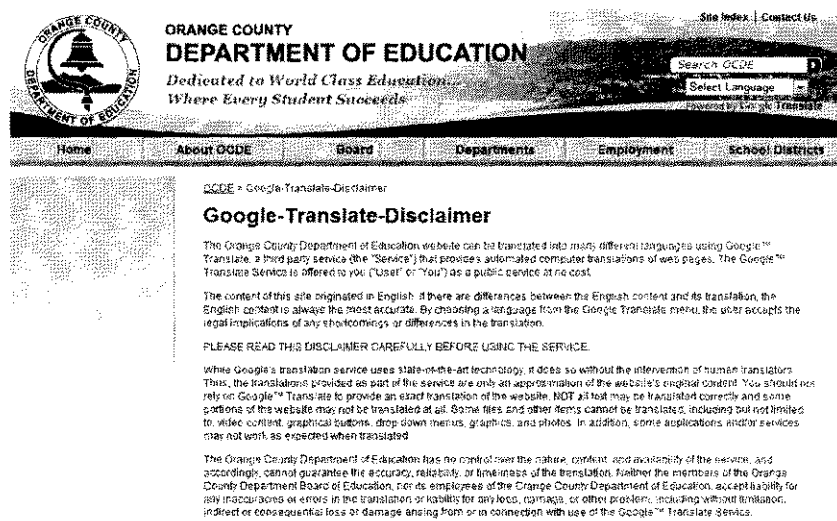 ORANGE COUNTY DEPARTMENT OF EDUCATION
ORANGE COUNTY
DEPARTMENT OF EDUCATION
Dedicated to World Class Education...
Where Every Student Succeeds
Site Index | Contact Us
Search OCDE
Select Language
Powered by Google Translate
Home About OCDE Board Departments Employment School Districts
OCDE > Google-Translate-Disclaimer
Google-Translate-Disclaimer
The Orange County Department of Education website can be translated into many different languages using Google™
Translate, a third party service (the "Service") that provides automated computer translations of web pages. The Google™
Translate Service is offered to you ("User" or "You") as a public service at no cost.
The content of this site originated in English. If there are differences between the English content and its translation, the
English content is always the most accurate. By choosing a language from the Google Translate menu, the user accepts the
legal implications of any shortcomings or differences in the translation.
PLEASE READ THIS DISCLAIMER CAREFULLY BEFORE USING THE SERVICE.
While Google's translation service uses state-of-the-art technology, it does so without the intervention of human translators.
Thus, the translations provided as part of the service are only an approximation of the website's original content. You should not
rely on Google™ Translate to provide an exact translation of the website. NOT all text may be translated correctly and some
portions of the website may not be translated at all. Some files and other items cannot be translated, including but not limited
to, video content, graphical buttons, drop down menus, graphics, and photos. In addition, some applications and/or services
may not work as expected when translated.
The Orange County Department of Education has no control over the nature, content, and availability of the service, and
accordingly, cannot guarantee the accuracy, reliability, or timeliness of the translation. Neither the members of the Orange
County Department Board of Education, nor its employees of the Orange County Department of Education, accept liability for
any inaccuracies or errors in the translation or liability for any loss, damage, or other problem, including without limitation,
indirect or consequential loss or damage arising from or in connection with use of the Google™ Translate Service.